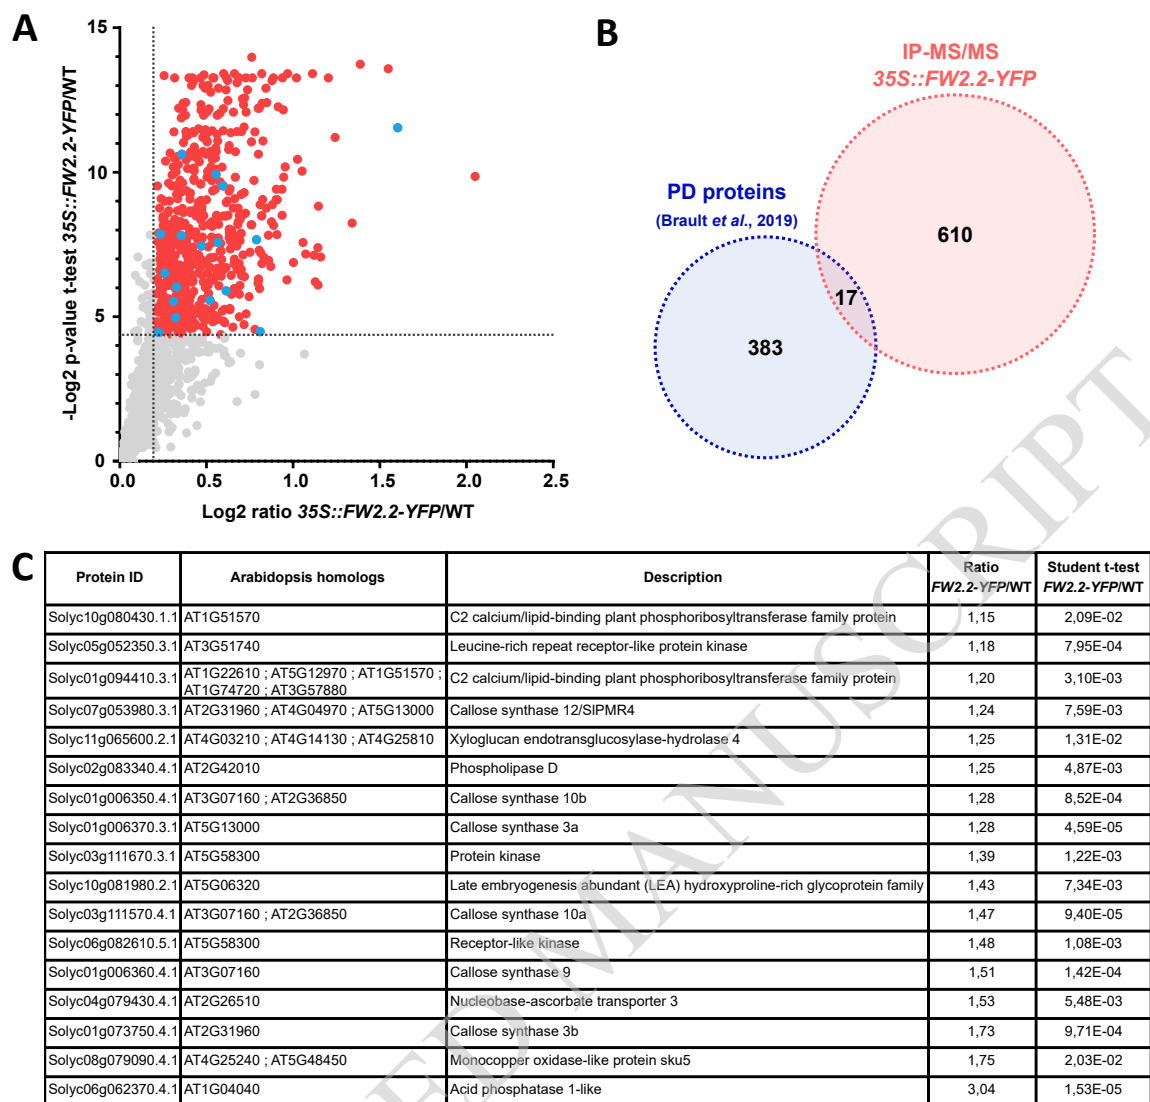 A
15
10
5
0
0.0 0.5 1.0 1.5 2.0 2.5
-Log2 p-value t-test 35S::FW2.2-YFP/WT
Log2 ratio 35S::FW2.2-YFP/WT
B
IP-MS/MS
35S::FW2.2-YFP
PD proteins
(Brault et al., 2019)
610
17
383
C
Protein ID Arabidopsis homologs Description Ratio FW2.2-YFP/WT Student t-test FW2.2-YFP/WT
Solyc10g080430.1.1 AT1G51570 C2 calcium/lipid-binding plant phosphoribosyltransferase family protein 1,15 2,09E-02
Solyc05g052350.3.1 AT3G51740 Leucine-rich repeat receptor-like protein kinase 1,18 7,95E-04
Solyc01g094410.3.1 AT1G22610 ; AT5G12970 ; AT1G51570 ; AT1G74720 ; AT3G57880 C2 calcium/lipid-binding plant phosphoribosyltransferase family protein 1,20 3,10E-03
Solyc07g053980.3.1 AT2G31960 ; AT4G04970 ; AT5G13000 Callose synthase 12/SlPMR4 1,24 7,59E-03
Solyc11g065600.2.1 AT4G03210 ; AT4G14130 ; AT4G25810 Xyloglucan endotransglucosylase-hydrolase 4 1,25 1,31E-02
Solyc02g083340.4.1 AT2G42010 Phospholipase D 1,25 4,87E-03
Solyc01g006350.4.1 AT3G07160 ; AT2G36850 Callose synthase 10b 1,28 8,52E-04
Solyc01g006370.3.1 AT5G13000 Callose synthase 3a 1,28 4,59E-05
Solyc03g111670.3.1 AT5G58300 Protein kinase 1,39 1,22E-03
Solyc10g081980.2.1 AT5G06320 Late embryogenesis abundant (LEA) hydroxyproline-rich glycoprotein family 1,43 7,34E-03
Solyc03g111570.4.1 AT3G07160 ; AT2G36850 Callose synthase 10a 1,47 9,40E-05
Solyc06g082610.5.1 AT5G58300 Receptor-like kinase 1,48 1,08E-03
Solyc01g006360.4.1 AT3G07160 Callose synthase 9 1,51 1,42E-04
Solyc04g079430.4.1 AT2G26510 Nucleobase-ascorbate transporter 3 1,53 5,48E-03
Solyc01g073750.4.1 AT2G31960 Callose synthase 3b 1,73 9,71E-04
Solyc08g079090.4.1 AT4G25240 ; AT5G48450 Monocopper oxidase-like protein sku5 1,75 2,03E-02
Solyc06g062370.4.1 AT1G04040 Acid phosphatase 1-like 3,04 1,53E-05
ED MANUSCRIPT